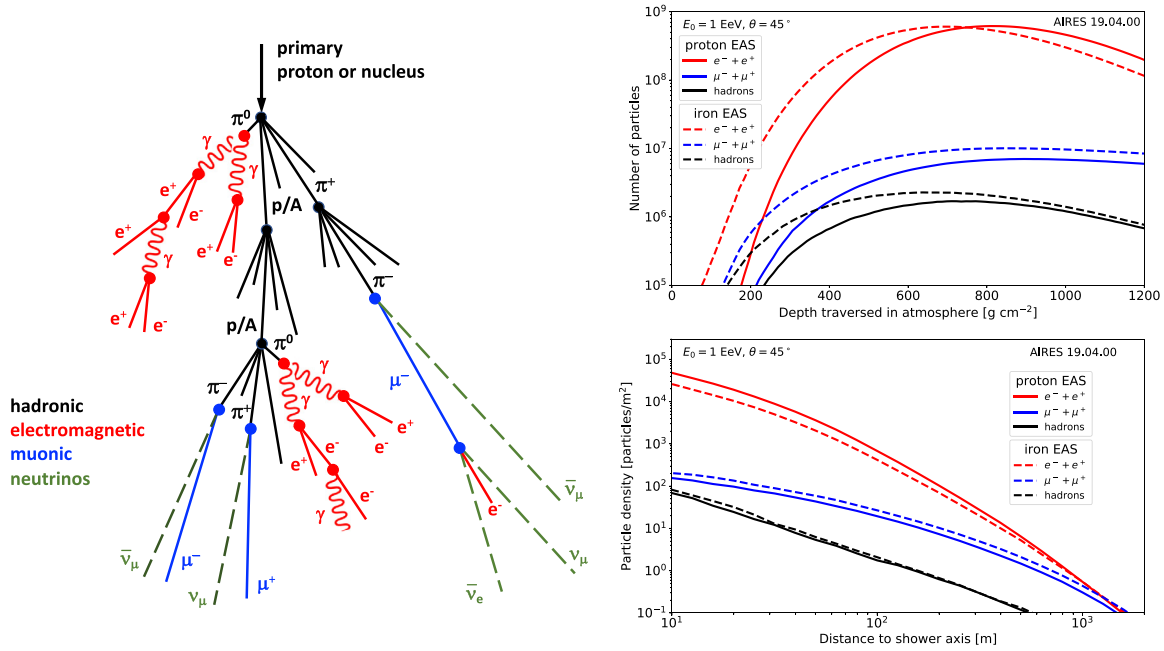 primary
proton or nucleus
π⁰
γ
γ
e⁺
e⁻
π⁺
p/A
e⁺
e⁺
e⁻
γ
π⁻
e⁺
e⁻
p/A
π⁰
γ
π⁻
μ⁻
π⁺
γ
e⁺
e⁻
e⁻
e⁺
e⁻
e⁻
γ
hadronic
electromagnetic
muonic
neutrinos
ν̄μ
νμ
ν̄μ
μ⁻
νμ
μ⁺
ν̄e
E₀ = 1 EeV, θ = 45°
AIRES 19.04.00
proton EAS
e⁻ + e⁺
μ⁻ + μ⁺
hadrons
iron EAS
e⁻ + e⁺
μ⁻ + μ⁺
hadrons
Number of particles
10⁹
10⁸
10⁷
10⁶
10⁵
0 200 400 600 800 1000 1200
Depth traversed in atmosphere [g cm⁻²]
E₀ = 1 EeV, θ = 45°
AIRES 19.04.00
proton EAS
e⁻ + e⁺
μ⁻ + μ⁺
hadrons
iron EAS
e⁻ + e⁺
μ⁻ + μ⁺
hadrons
Particle density [particles/m²]
10⁵
10⁴
10³
10²
10¹
10⁰
10⁻¹
10¹ 10² 10³
Distance to shower axis [m]